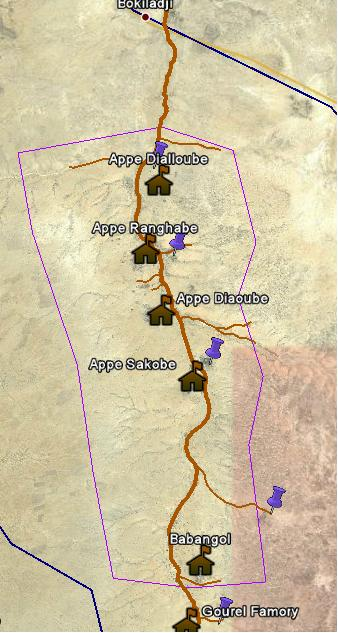 Bokiladji
Appe Dialloube
Appe Ranghabe
Appe Diaoube
Appe Sakobe
Babangol
Gourel Famory